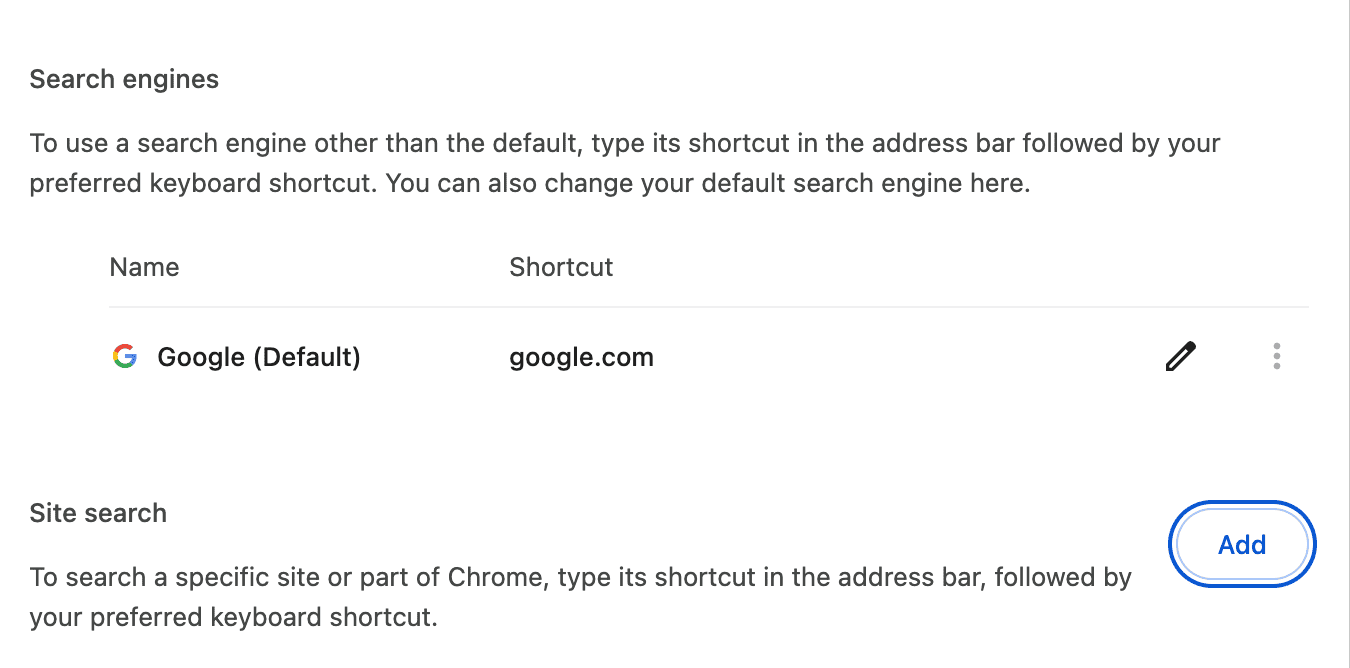 Search engines
To use a search engine other than the default, type its shortcut in the address bar followed by your
preferred keyboard shortcut. You can also change your default search engine here.
Name Shortcut
Google (Default) google.com
Site search
Add
To search a specific site or part of Chrome, type its shortcut in the address bar, followed by
your preferred keyboard shortcut.